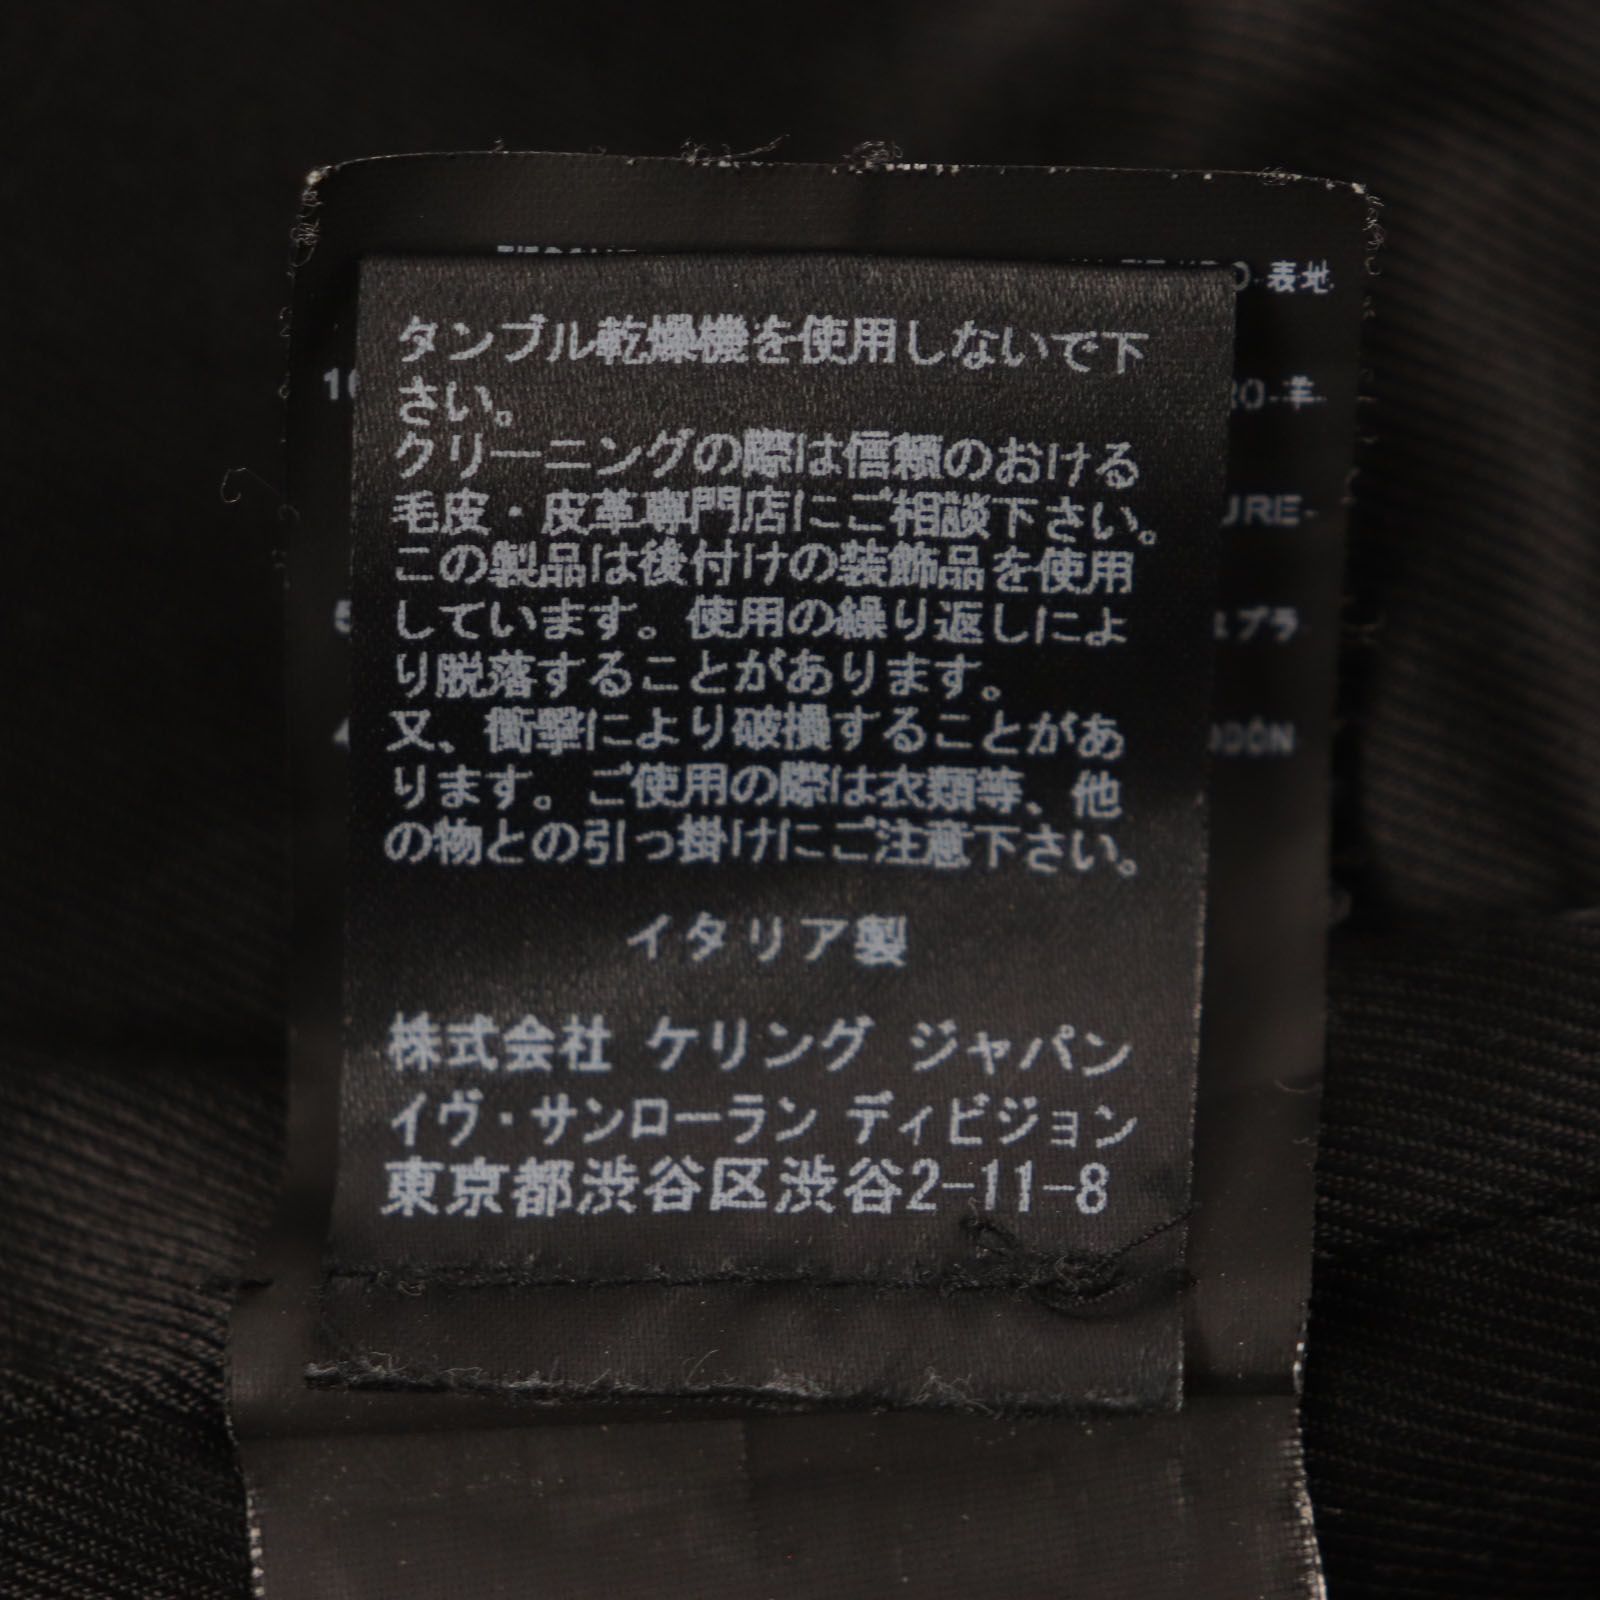 表地
タンブル乾燥機を使用しないで下
さい。
羊
クリーニングの際は信頼のおける
毛皮・皮革専門店にご相談下さい。
この製品は後付けの装飾品を使用
しています。使用の繰り返しによ
り脱落することがあります。
又、衝撃により破損することがあ
ります。ご使用の際は衣類等、他
の物との引っ掛けにご注意下さい。
イタリア製
株式会社 ケリング ジャパン
イヴ・サンローラン ディビジョン
東京都渋谷区渋谷2-11-8